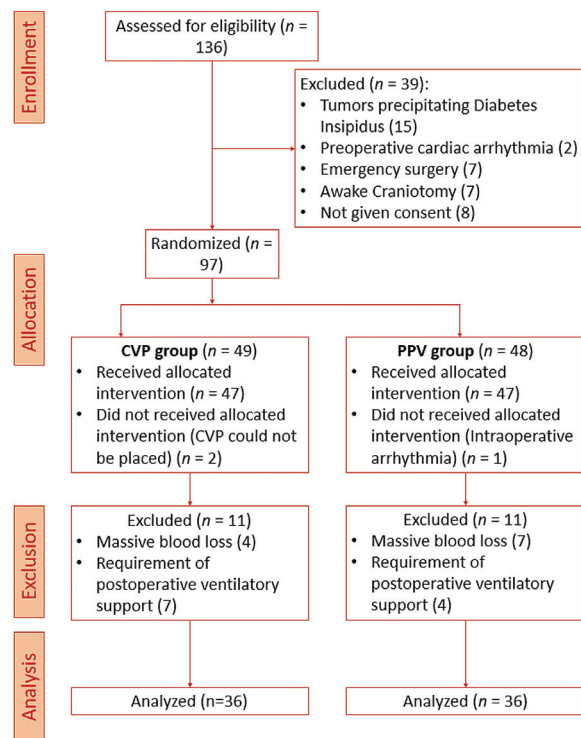 Enrollment
Assessed for eligibility (n =
136)
Excluded (n = 39):
• Tumors precipitating Diabetes
Insipidus (15)
• Preoperative cardiac arrhythmia (2)
• Emergency surgery (7)
• Awake Craniotomy (7)
• Not given consent (8)
Randomized (n =
97)
Allocation
CVP group (n = 49)
• Received allocated
intervention (n = 47)
• Did not received allocated
intervention (CVP could not
be placed) (n = 2)
PPV group (n = 48)
• Received allocated
intervention (n = 47)
• Did not received allocated
intervention (Intraoperative
arrhythmia) (n = 1)
Exclusion
Excluded (n = 11)
• Massive blood loss (4)
• Requirement of
postoperative ventilatory
support (7)
Excluded (n = 11)
• Massive blood loss (7)
• Requirement of
postoperative ventilatory
support (4)
Analysis
Analyzed (n=36)
Analyzed (n = 36)